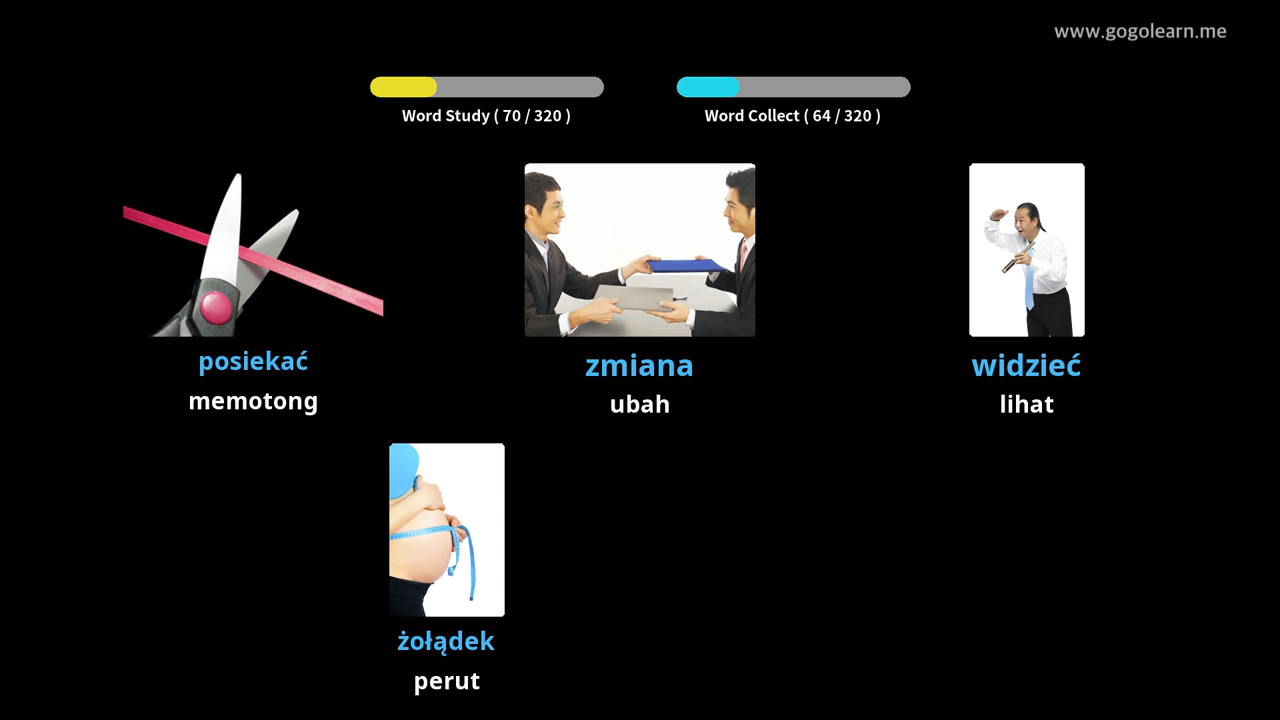 www.gogolearn.me
Word Study ( 70 / 320 )
Word Collect ( 64 / 320 )
posiekać
memotong
zmiana
ubah
widzieć
lihat
żołądek
perut